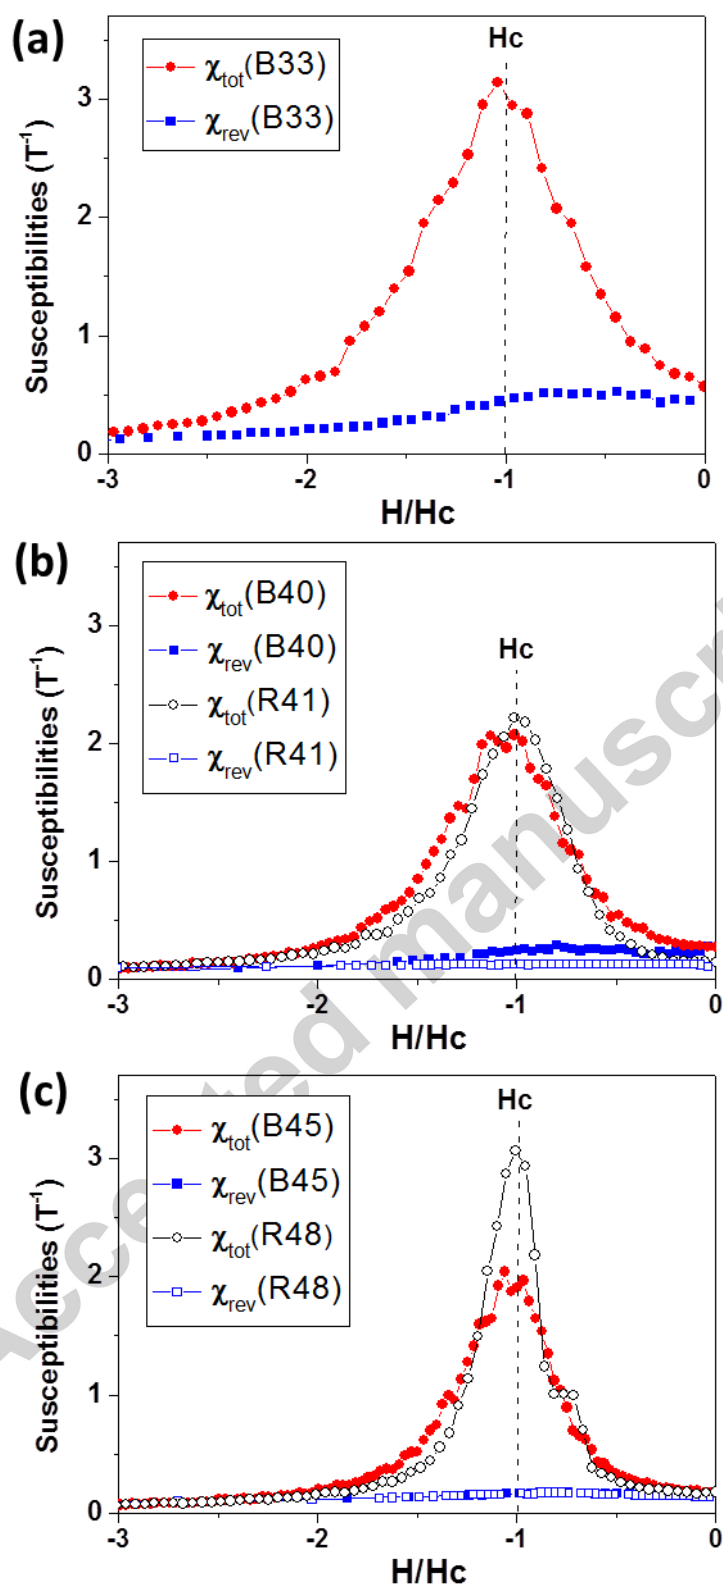 (a)
Hc
χtot(B33)
χrev(B33)
Susceptibilities (T-1)
3
2
1
0
-3 -2 -1 0
H/Hc
(b)
χtot(B40)
χrev(B40)
χtot(R41)
χrev(R41)
Hc
Susceptibilities (T-1)
3
2
1
0
-3 -2 -1 0
H/Hc
(c)
χtot(B45)
χrev(B45)
χtot(R48)
χrev(R48)
Hc
Susceptibilities (T-1)
3
2
1
0
-3 -2 -1 0
H/Hc
Accepted manuscri